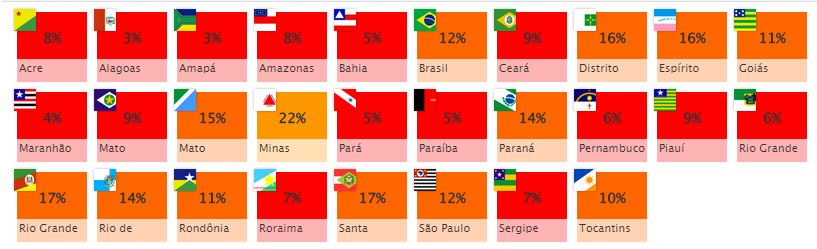 8% 3% 3% 8% 5% 12% 9% 16% 16% 11%
Acre Alagoas Amapá Amazonas Bahia Brasil Ceará Distrito Espírito Goiás
4% 9% 15% 22% 5% 5% 14% 6% 9% 6%
Maranhão Mato Mato Minas Pará Paraíba Paraná Pernambuco Piauí Rio Grande
17% 14% 11% 7% 17% 12% 7% 10%
Rio Grande Rio de Rondônia Roraima Santa São Paulo Sergipe Tocantins